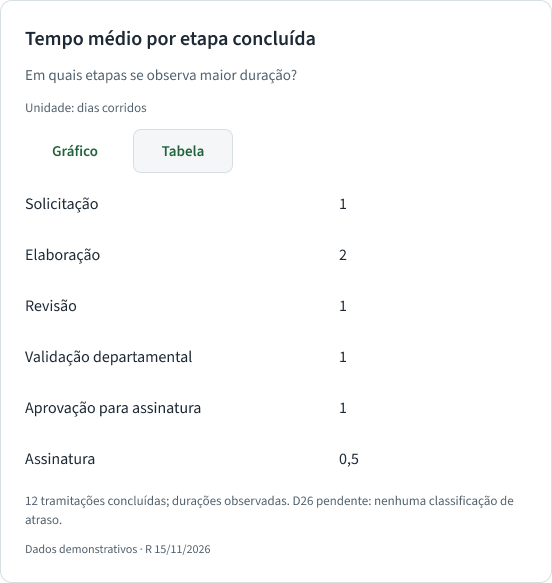 Tempo médio por etapa concluída
Em quais etapas se observa maior duração?
Unidade: dias corridos
Gráfico Tabela
Solicitação 1
Elaboração 2
Revisão 1
Validação departamental 1
Aprovação para assinatura 1
Assinatura 0,5
12 tramitações concluídas; durações observadas. D26 pendente: nenhuma classificação de
atraso.
Dados demonstrativos · R 15/11/2026